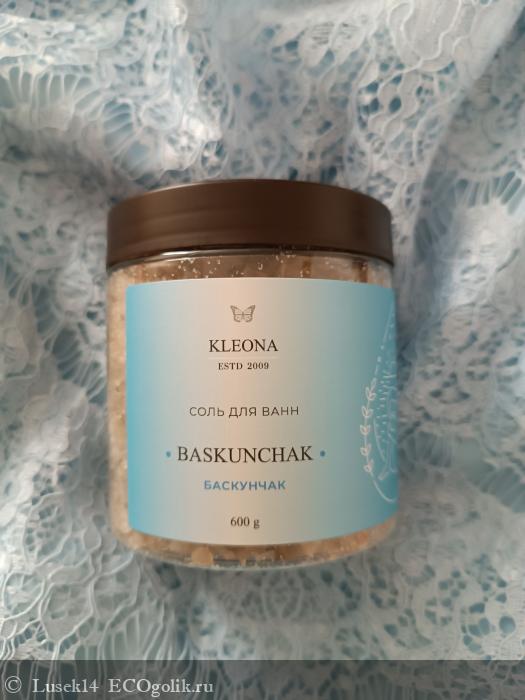 KLEONA
ESTD 2009
СОЛЬ ДЛЯ ВАНН
• BASKUNCHAK •
БАСКУНЧАК
600 g
© Lusek14 ECOgolik.ru